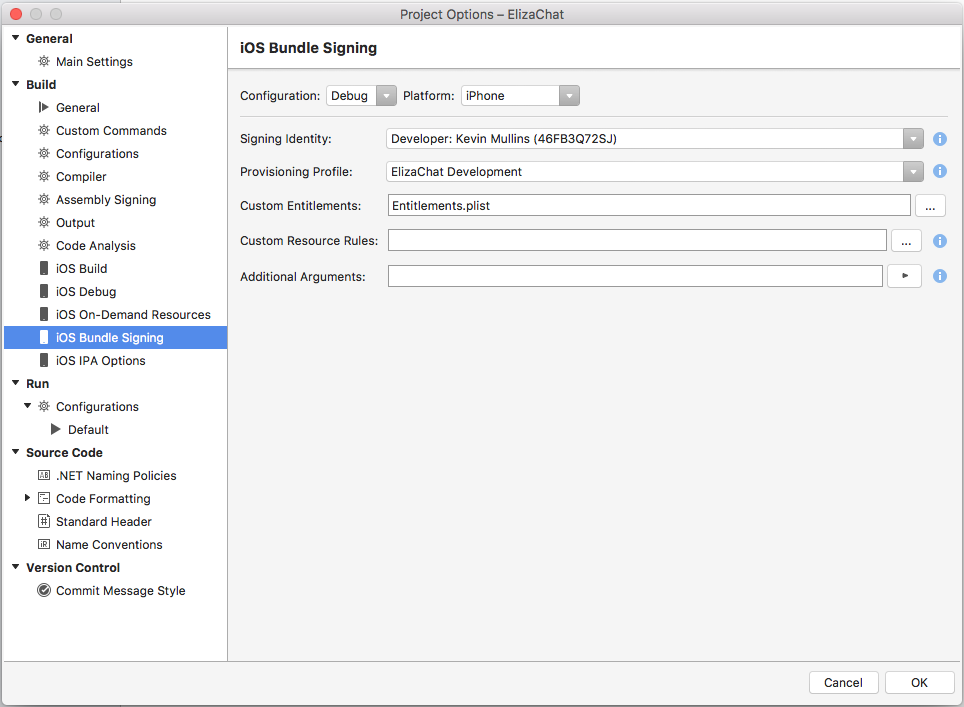 Project Options – ElizaChat
General
Main Settings
Build
General
Custom Commands
Configurations
Compiler
Assembly Signing
Output
Code Analysis
iOS Build
iOS Debug
iOS On-Demand Resources
iOS Bundle Signing
iOS IPA Options
Run
Configurations
Default
Source Code
.NET Naming Policies
Code Formatting
Standard Header
Name Conventions
Version Control
Commit Message Style
iOS Bundle Signing
Configuration: Debug Platform: iPhone
Signing Identity: Developer: Kevin Mullins (46FB3Q72SJ)
Provisioning Profile: ElizaChat Development
Custom Entitlements: Entitlements.plist ...
Custom Resource Rules: ...
Additional Arguments:
Cancel OK